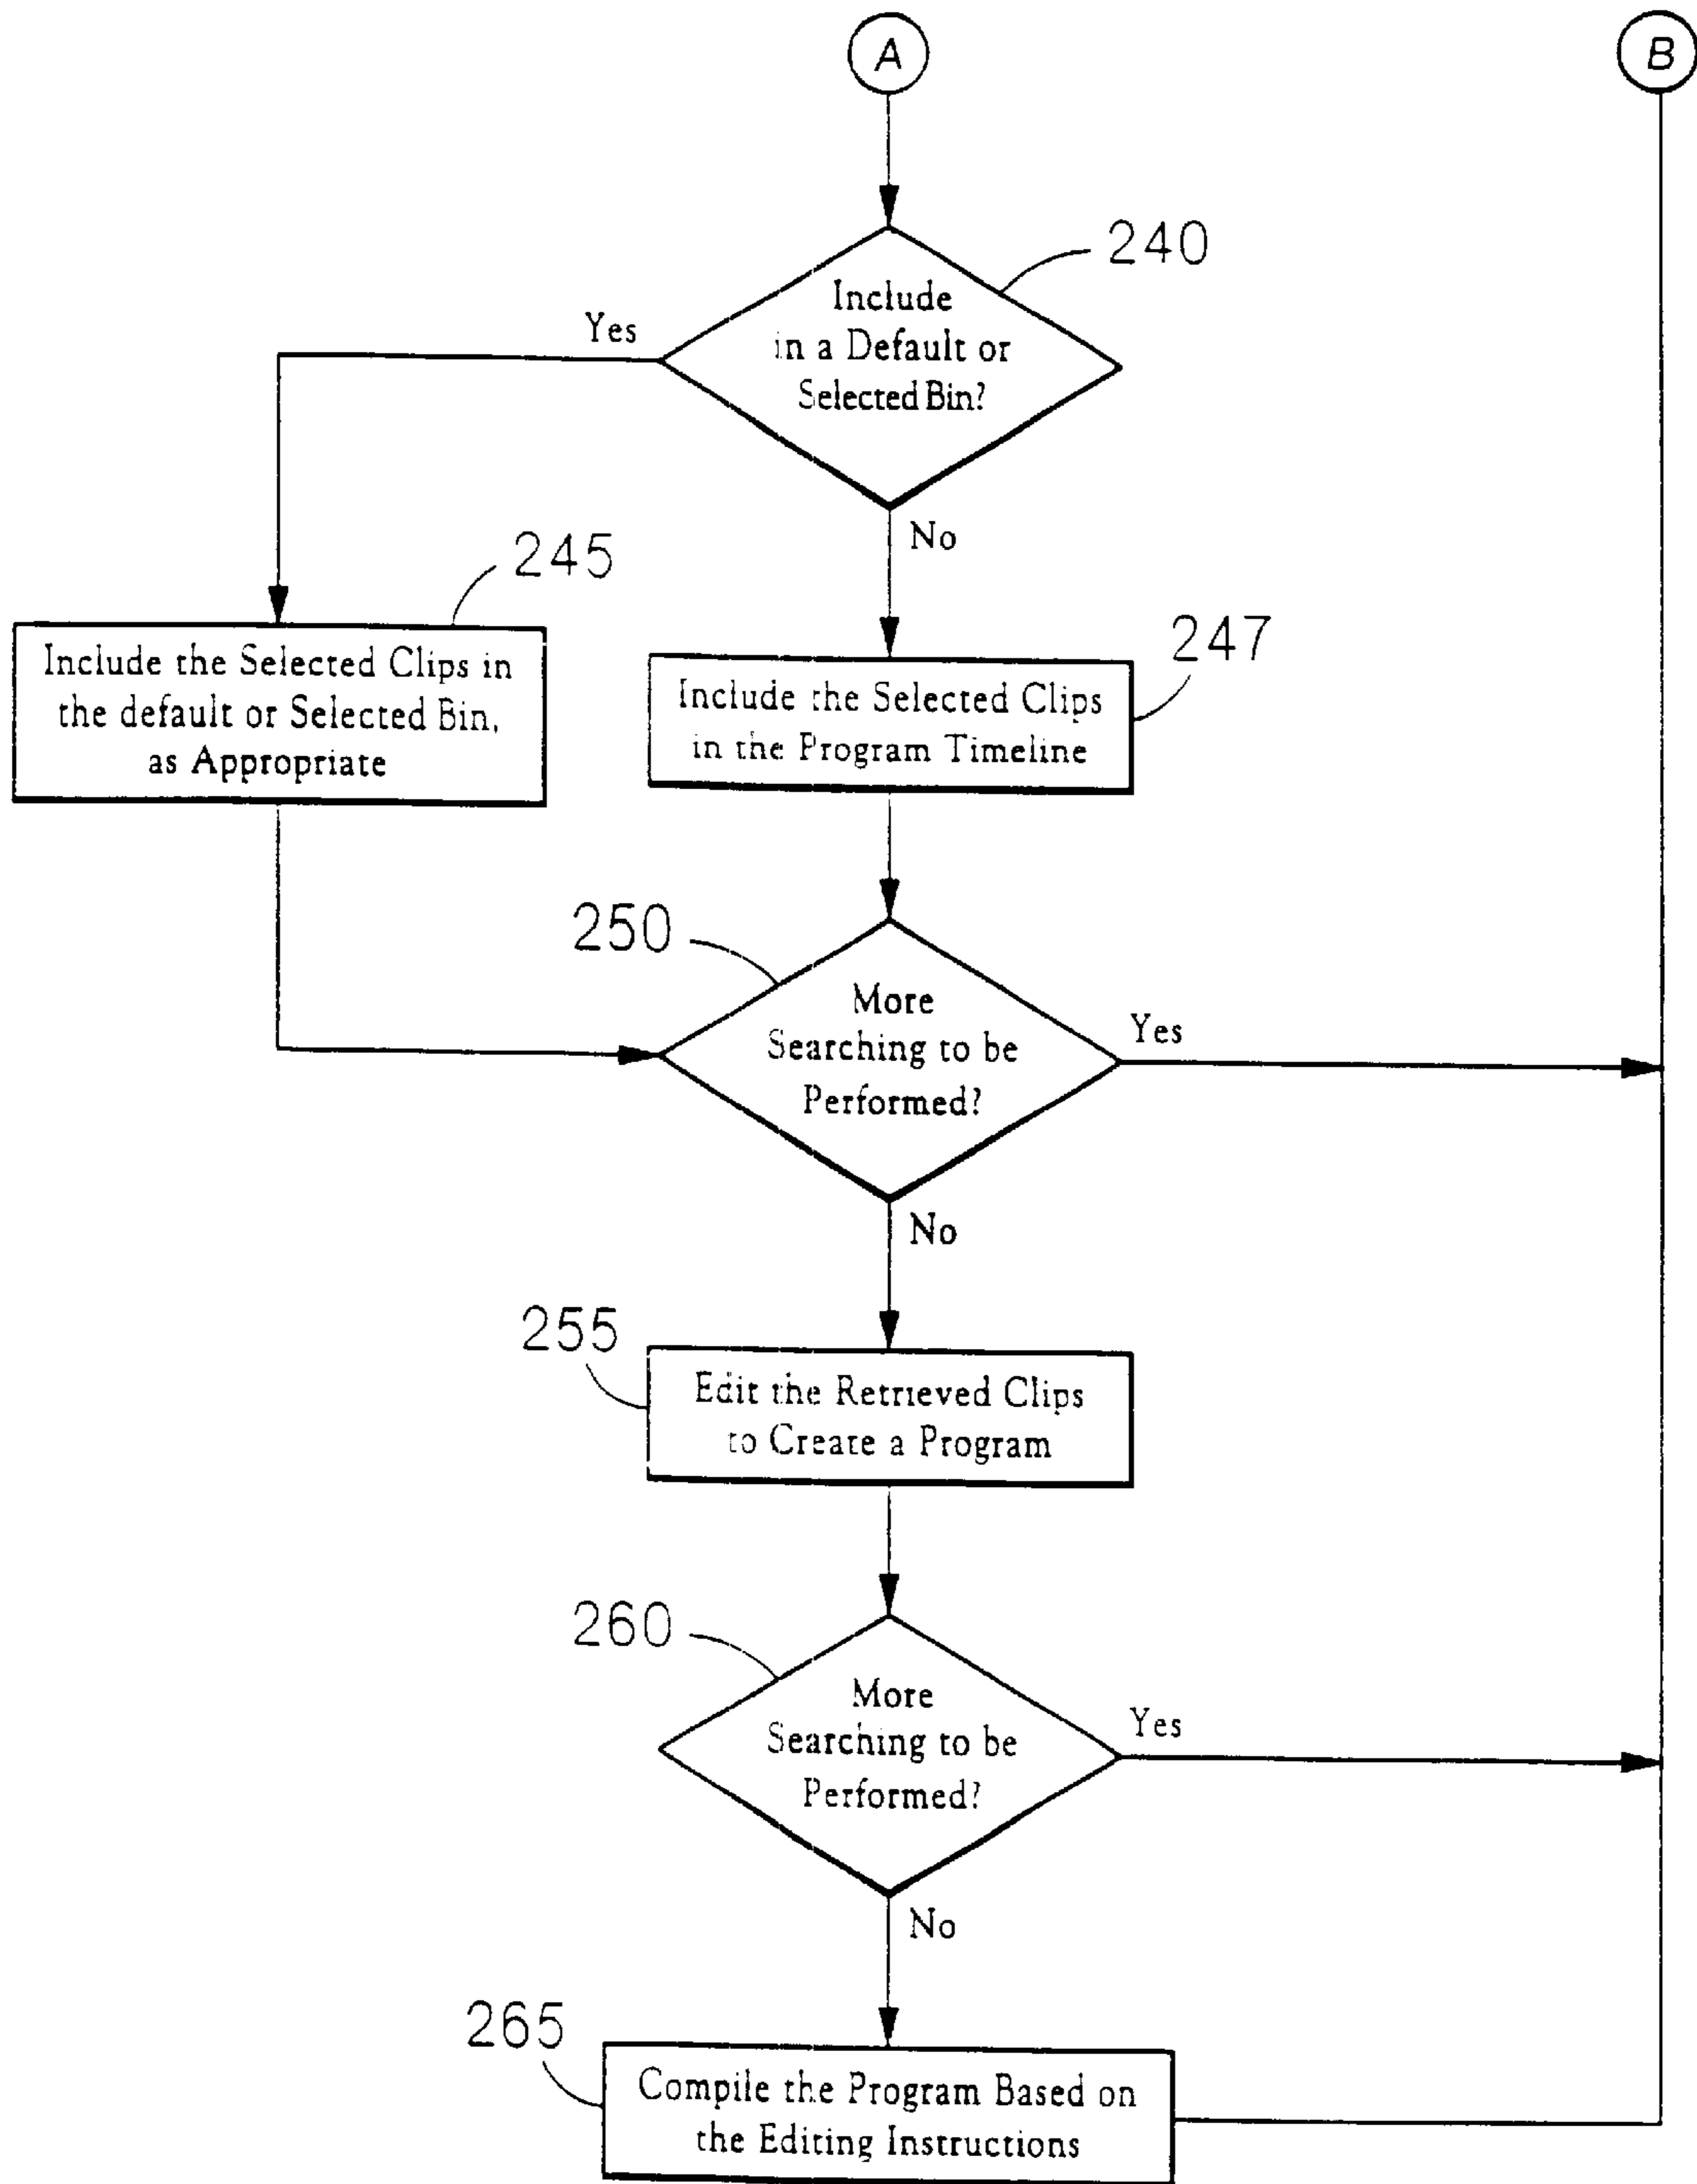 A
B
240
Include
in a Default or
Selected Bin?
Yes
No
245
Include the Selected Clips in
the default or Selected Bin,
as Appropriate
247
Include the Selected Clips
in the Program Timeline
250
More
Searching to be
Performed?
Yes
No
255
Edit the Retrieved Clips
to Create a Program
260
More
Searching to be
Performed?
Yes
No
265
Compile the Program Based on
the Editing Instructions